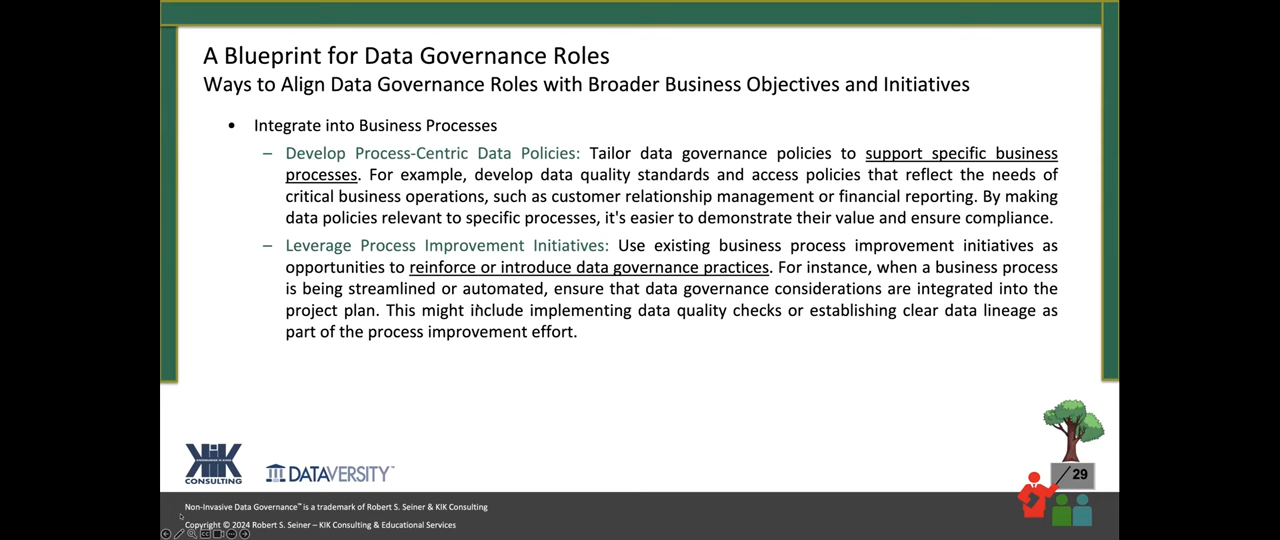 A Blueprint for Data Governance Roles
Ways to Align Data Governance Roles with Broader Business Objectives and Initiatives
• Integrate into Business Processes
– Develop Process-Centric Data Policies: Tailor data governance policies to support specific business
processes. For example, develop data quality standards and access policies that reflect the needs of
critical business operations, such as customer relationship management or financial reporting. By making
data policies relevant to specific processes, it's easier to demonstrate their value and ensure compliance.
– Leverage Process Improvement Initiatives: Use existing business process improvement initiatives as
opportunities to reinforce or introduce data governance practices. For instance, when a business process
is being streamlined or automated, ensure that data governance considerations are integrated into the
project plan. This might include implementing data quality checks or establishing clear data lineage as
part of the process improvement effort.
KIK
CONSULTING
DATAVERSITY™
29
Non-Invasive Data Governance™ is a trademark of Robert S. Seiner & KIK Consulting
Copyright © 2024 Robert S. Seiner – KIK Consulting & Educational Services